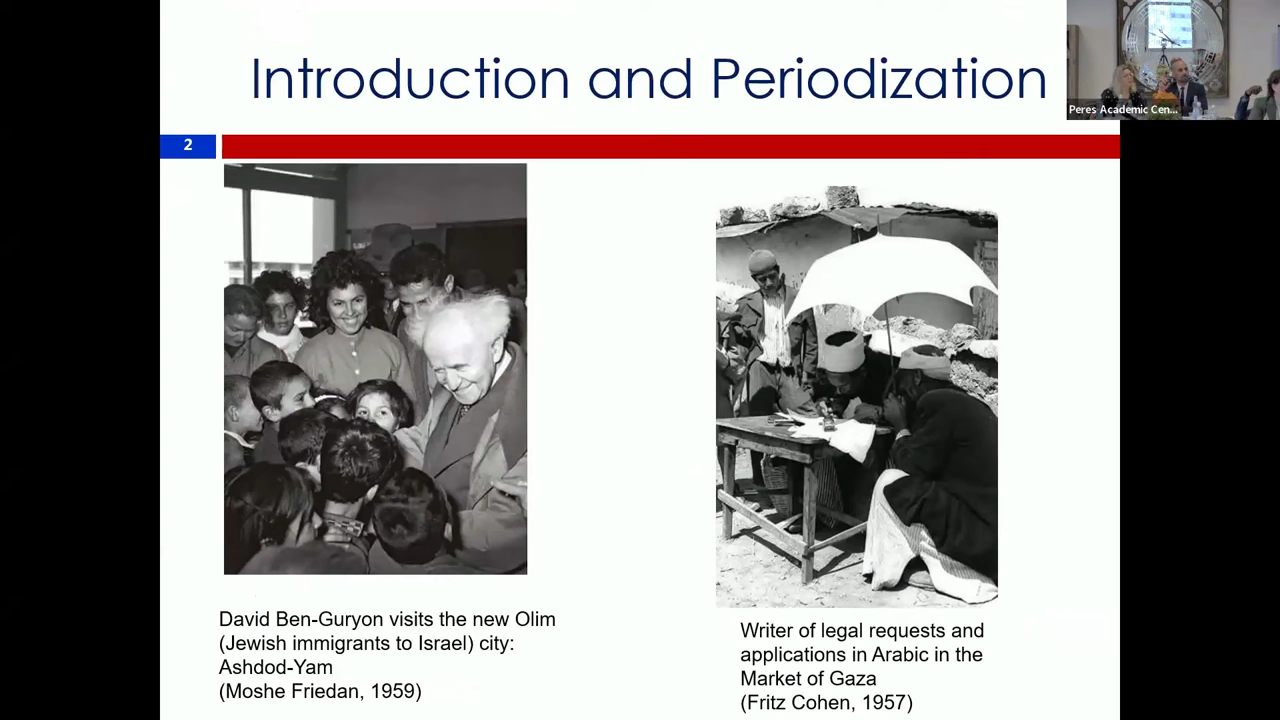 Introduction and Periodization
Peres Academic Cen...
2
David Ben-Guryon visits the new Olim
(Jewish immigrants to Israel) city:
Ashdod-Yam
(Moshe Friedan, 1959)
Writer of legal requests and
applications in Arabic in the
Market of Gaza
(Fritz Cohen, 1957)